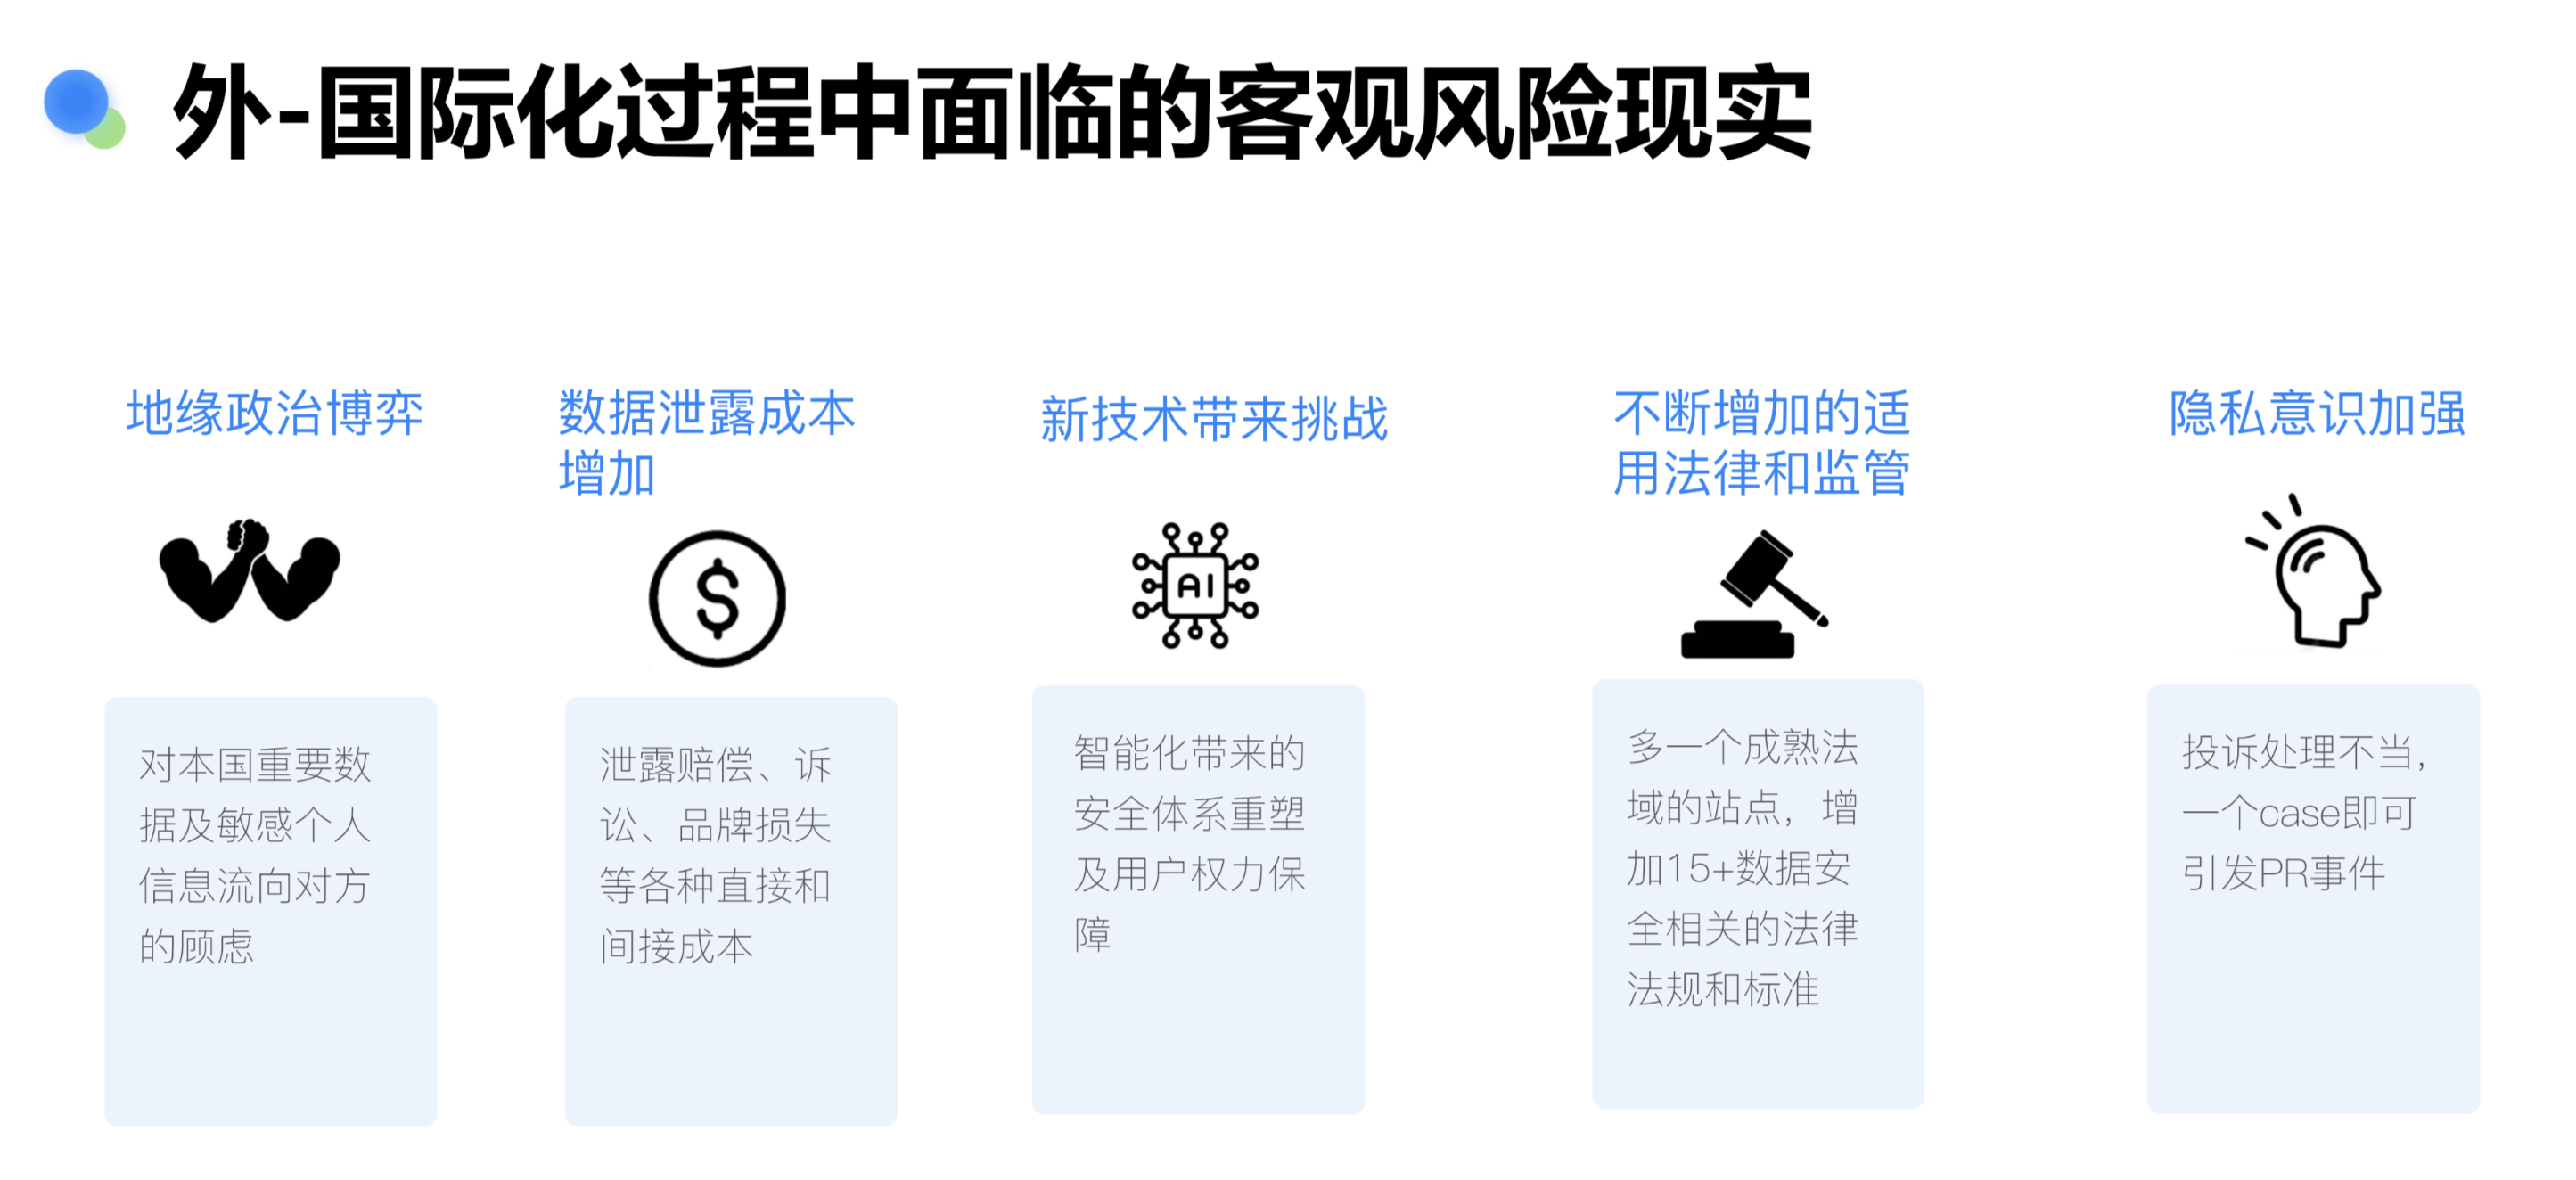 外-国际化过程中面临的客观风险现实
地缘政治博弈
对本国重要数
据及敏感个人
信息流向对方
的顾虑
数据泄露成本
增加
泄露赔偿、诉
讼、品牌损失
等各种直接和
间接成本
新技术带来挑战
AI
智能化带来的
安全体系重塑
及用户权力保
障
不断增加的适
用法律和监管
多一个成熟法
域的站点，增
加15+数据安
全相关的法律
法规和标准
隐私意识加强
投诉处理不当，
一个case即可
引发PR事件